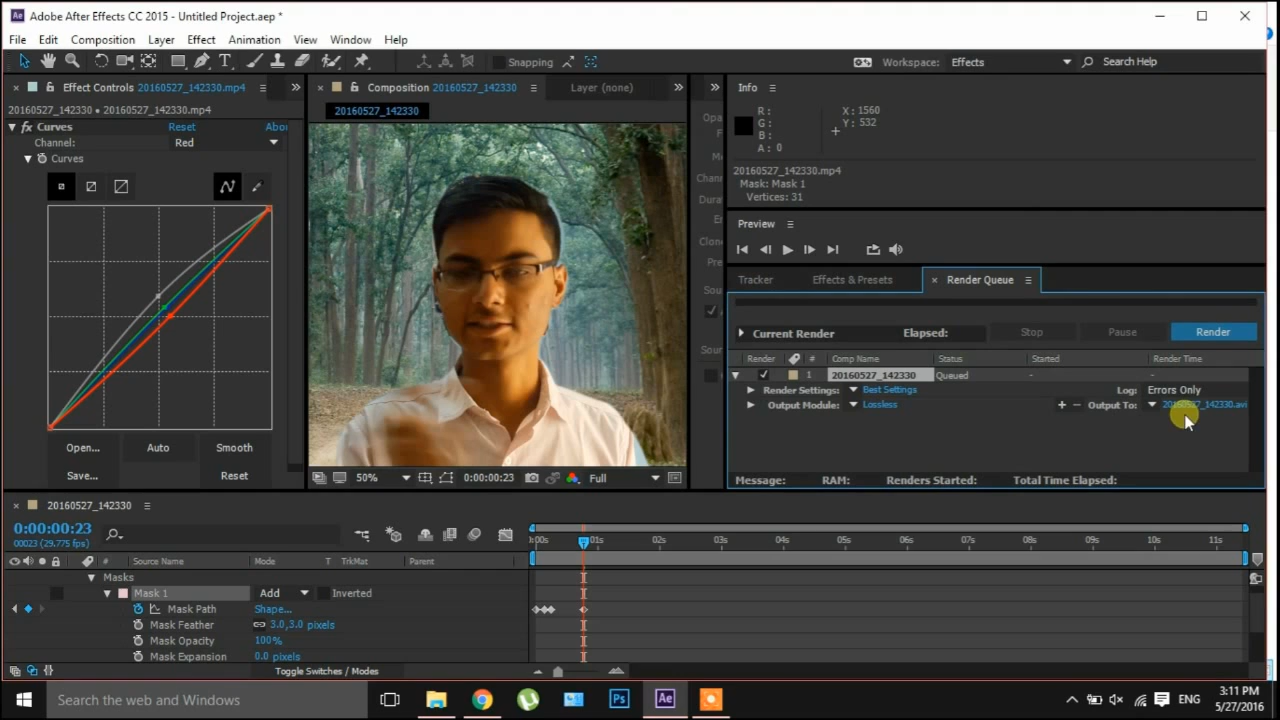 Adobe After Effects CC 2015 - Untitled Project.aep *
File Edit Composition Layer Effect Animation View Window Help
Snapping Workspace: Effects Search Help
Effect Controls 20160527_142330.mp4 Composition 20160527_142330 Layer (none) Info
20160527_142330 • 20160527_142330.mp4 20160527_142330
fx Curves Reset Abou
Channel: Red
Curves
R: X: 1560
G: Y: 532
B:
A: 0
20160527_142330.mp4
Mask: Mask 1
Vertices: 31
Preview
Tracker Effects & Presets Render Queue
Current Render Elapsed: Stop Pause Render
Render # Comp Name Status Started Render Time
1 20160527_142330 Queued - -
Render Settings: Best Settings Log: Errors Only
Output Module: Lossless + − Output To: 20160527_142330.avi
Open... Auto Smooth
Save... Reset
50% 0:00:00:23 Full
Message: RAM: Renders Started: Total Time Elapsed:
20160527_142330
0:00:00:23
00023 (29.775 fps)
:00s 01s 02s 03s 04s 05s 06s 07s 08s 09s 10s 11s
# Source Name Mode T TrkMat Parent
Masks
Mask 1 Add Inverted
Mask Path Shape...
Mask Feather 3.0,3.0 pixels
Mask Opacity 100%
Mask Expansion 0.0 pixels
Toggle Switches / Modes
Search the web and Windows
Ps Ae ENG 3:11 PM
5/27/2016